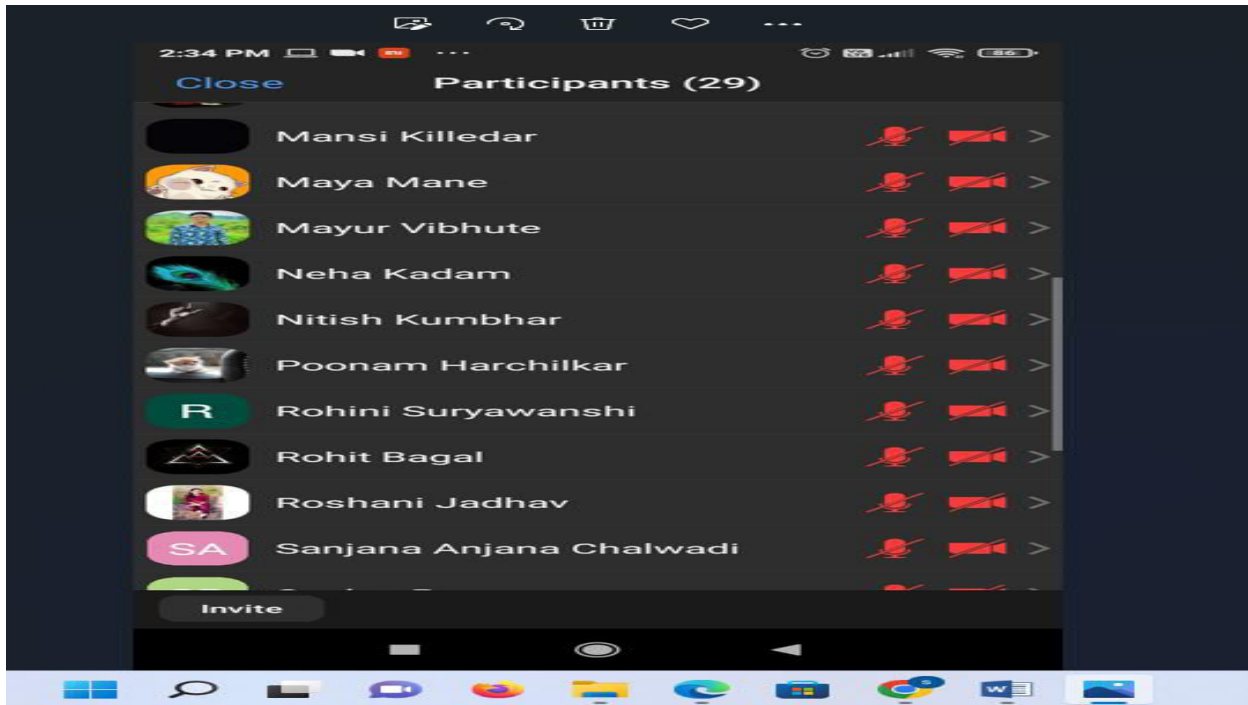 2:34 PM 86
Close Participants (29)
Mansi Killedar
Maya Mane
Mayur Vibhute
Neha Kadam
Nitish Kumbhar
Poonam Harchilkar
R Rohini Suryawanshi
Rohit Bagal
Roshani Jadhav
SA Sanjana Anjana Chalwadi
Invite